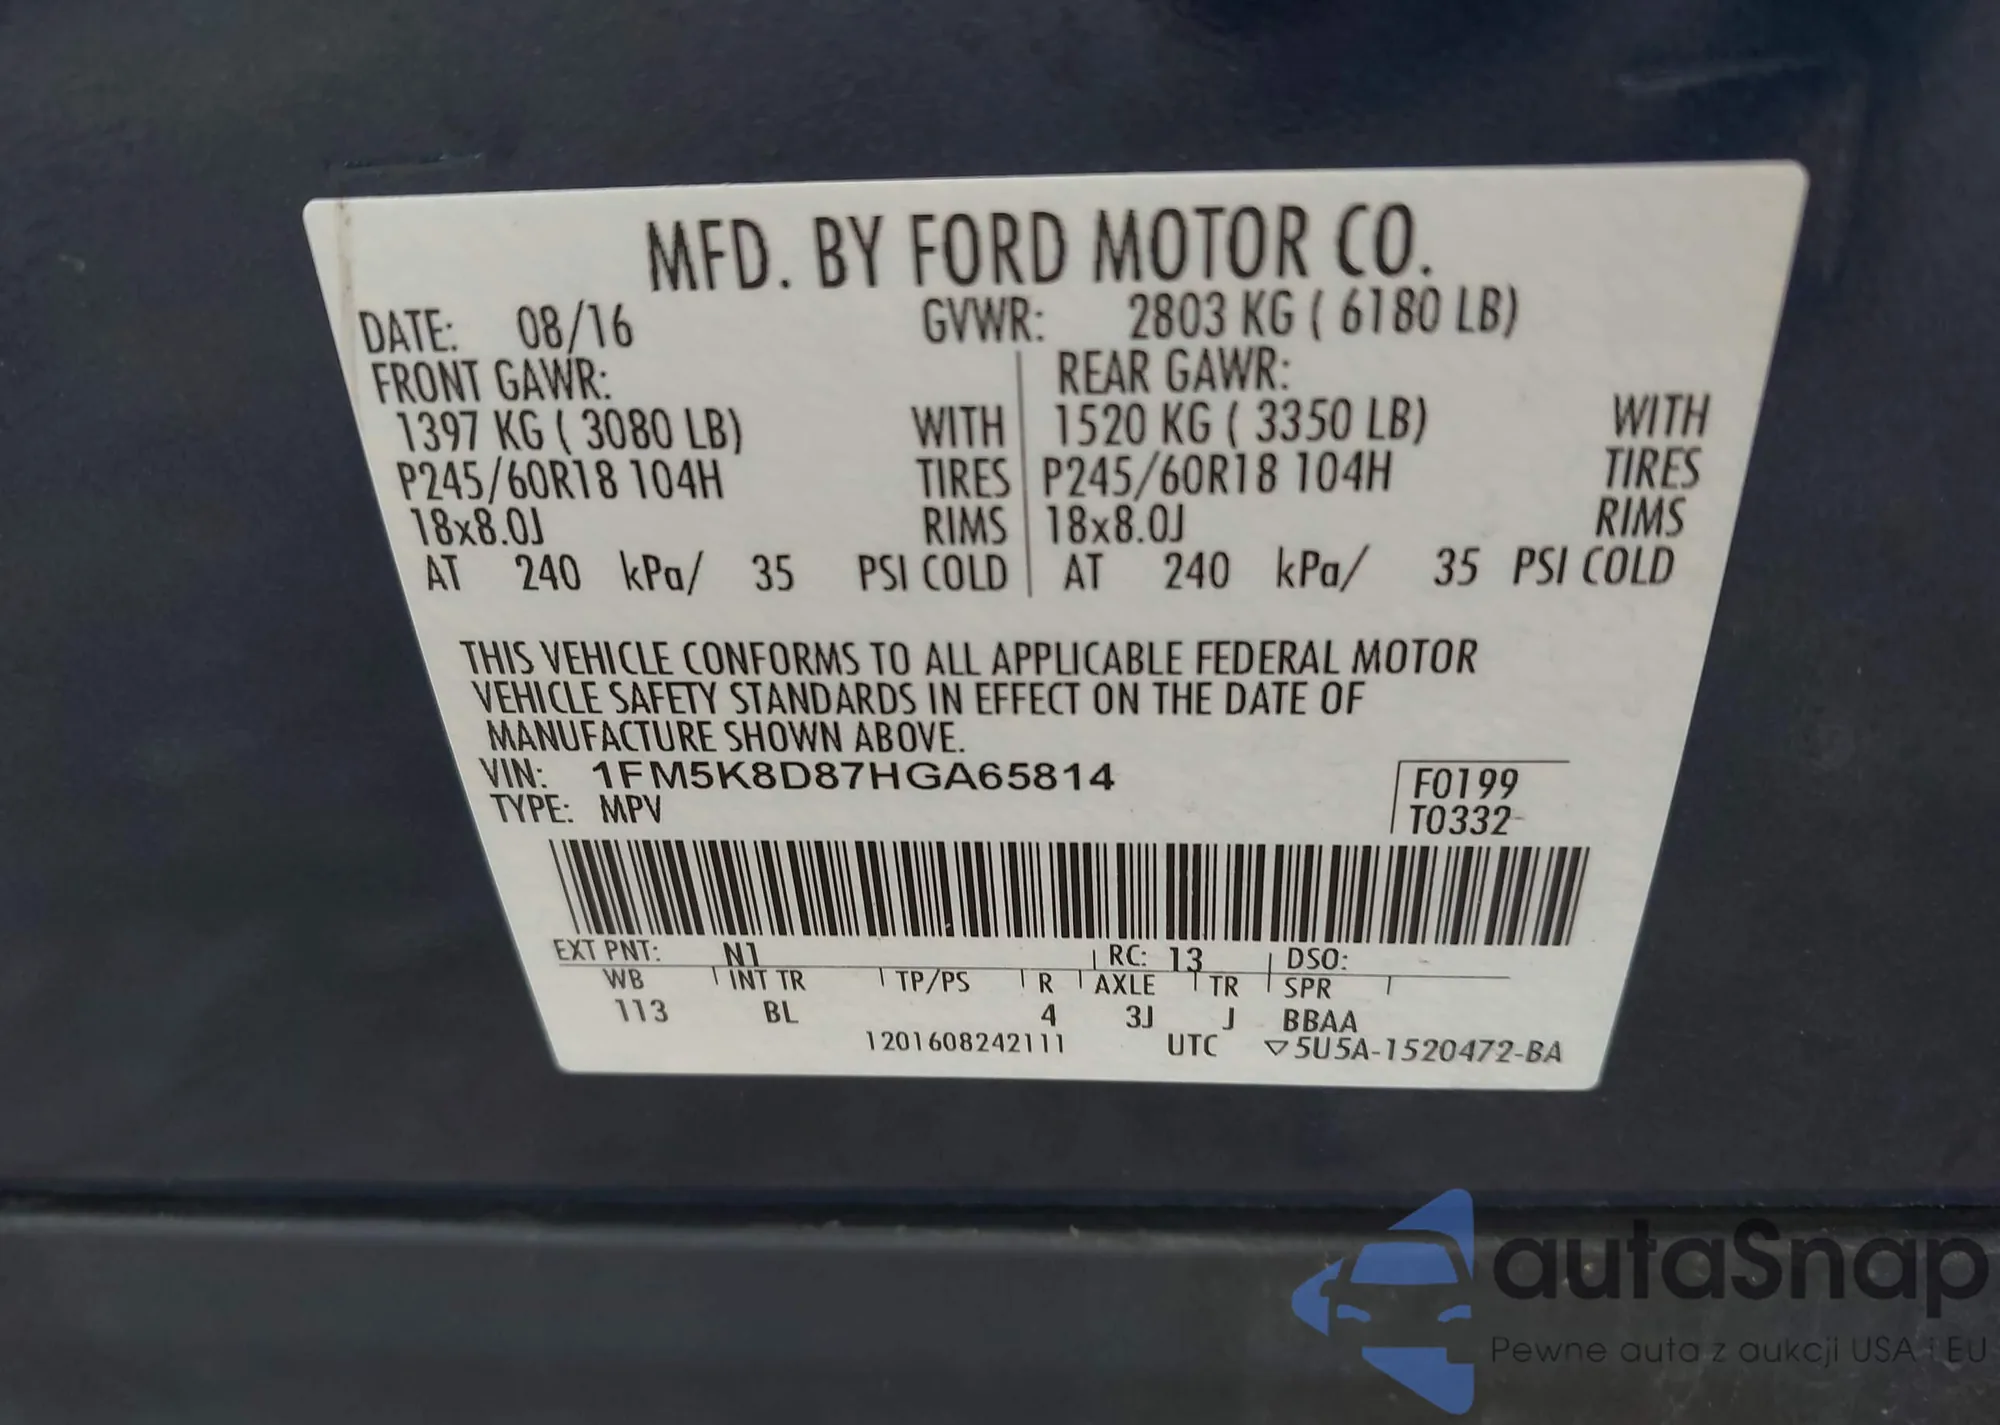 MFD. BY FORD MOTOR CO.
DATE: 08/16 GVWR: 2803 KG ( 6180 LB)
FRONT GAWR: REAR GAWR:
1397 KG ( 3080 LB) WITH 1520 KG ( 3350 LB) WITH
P245/60R18 104H TIRES P245/60R18 104H TIRES
18x8.0J RIMS 18x8.0J RIMS
AT 240 kPa/ 35 PSI COLD AT 240 kPa/ 35 PSI COLD
THIS VEHICLE CONFORMS TO ALL APPLICABLE FEDERAL MOTOR
VEHICLE SAFETY STANDARDS IN EFFECT ON THE DATE OF
MANUFACTURE SHOWN ABOVE.
VIN: 1FM5K8D87HGA65814 F0199
TYPE: MPV T0332
EXT PNT: N1 RC: 13 DSO:
WB INT TR TP/PS R AXLE TR SPR
113 BL 4 3J J BBAA
1201608242111 UTC ▽5U5A-1520472-BA
autaSnap
Pewne auta z aukcji USA i EU